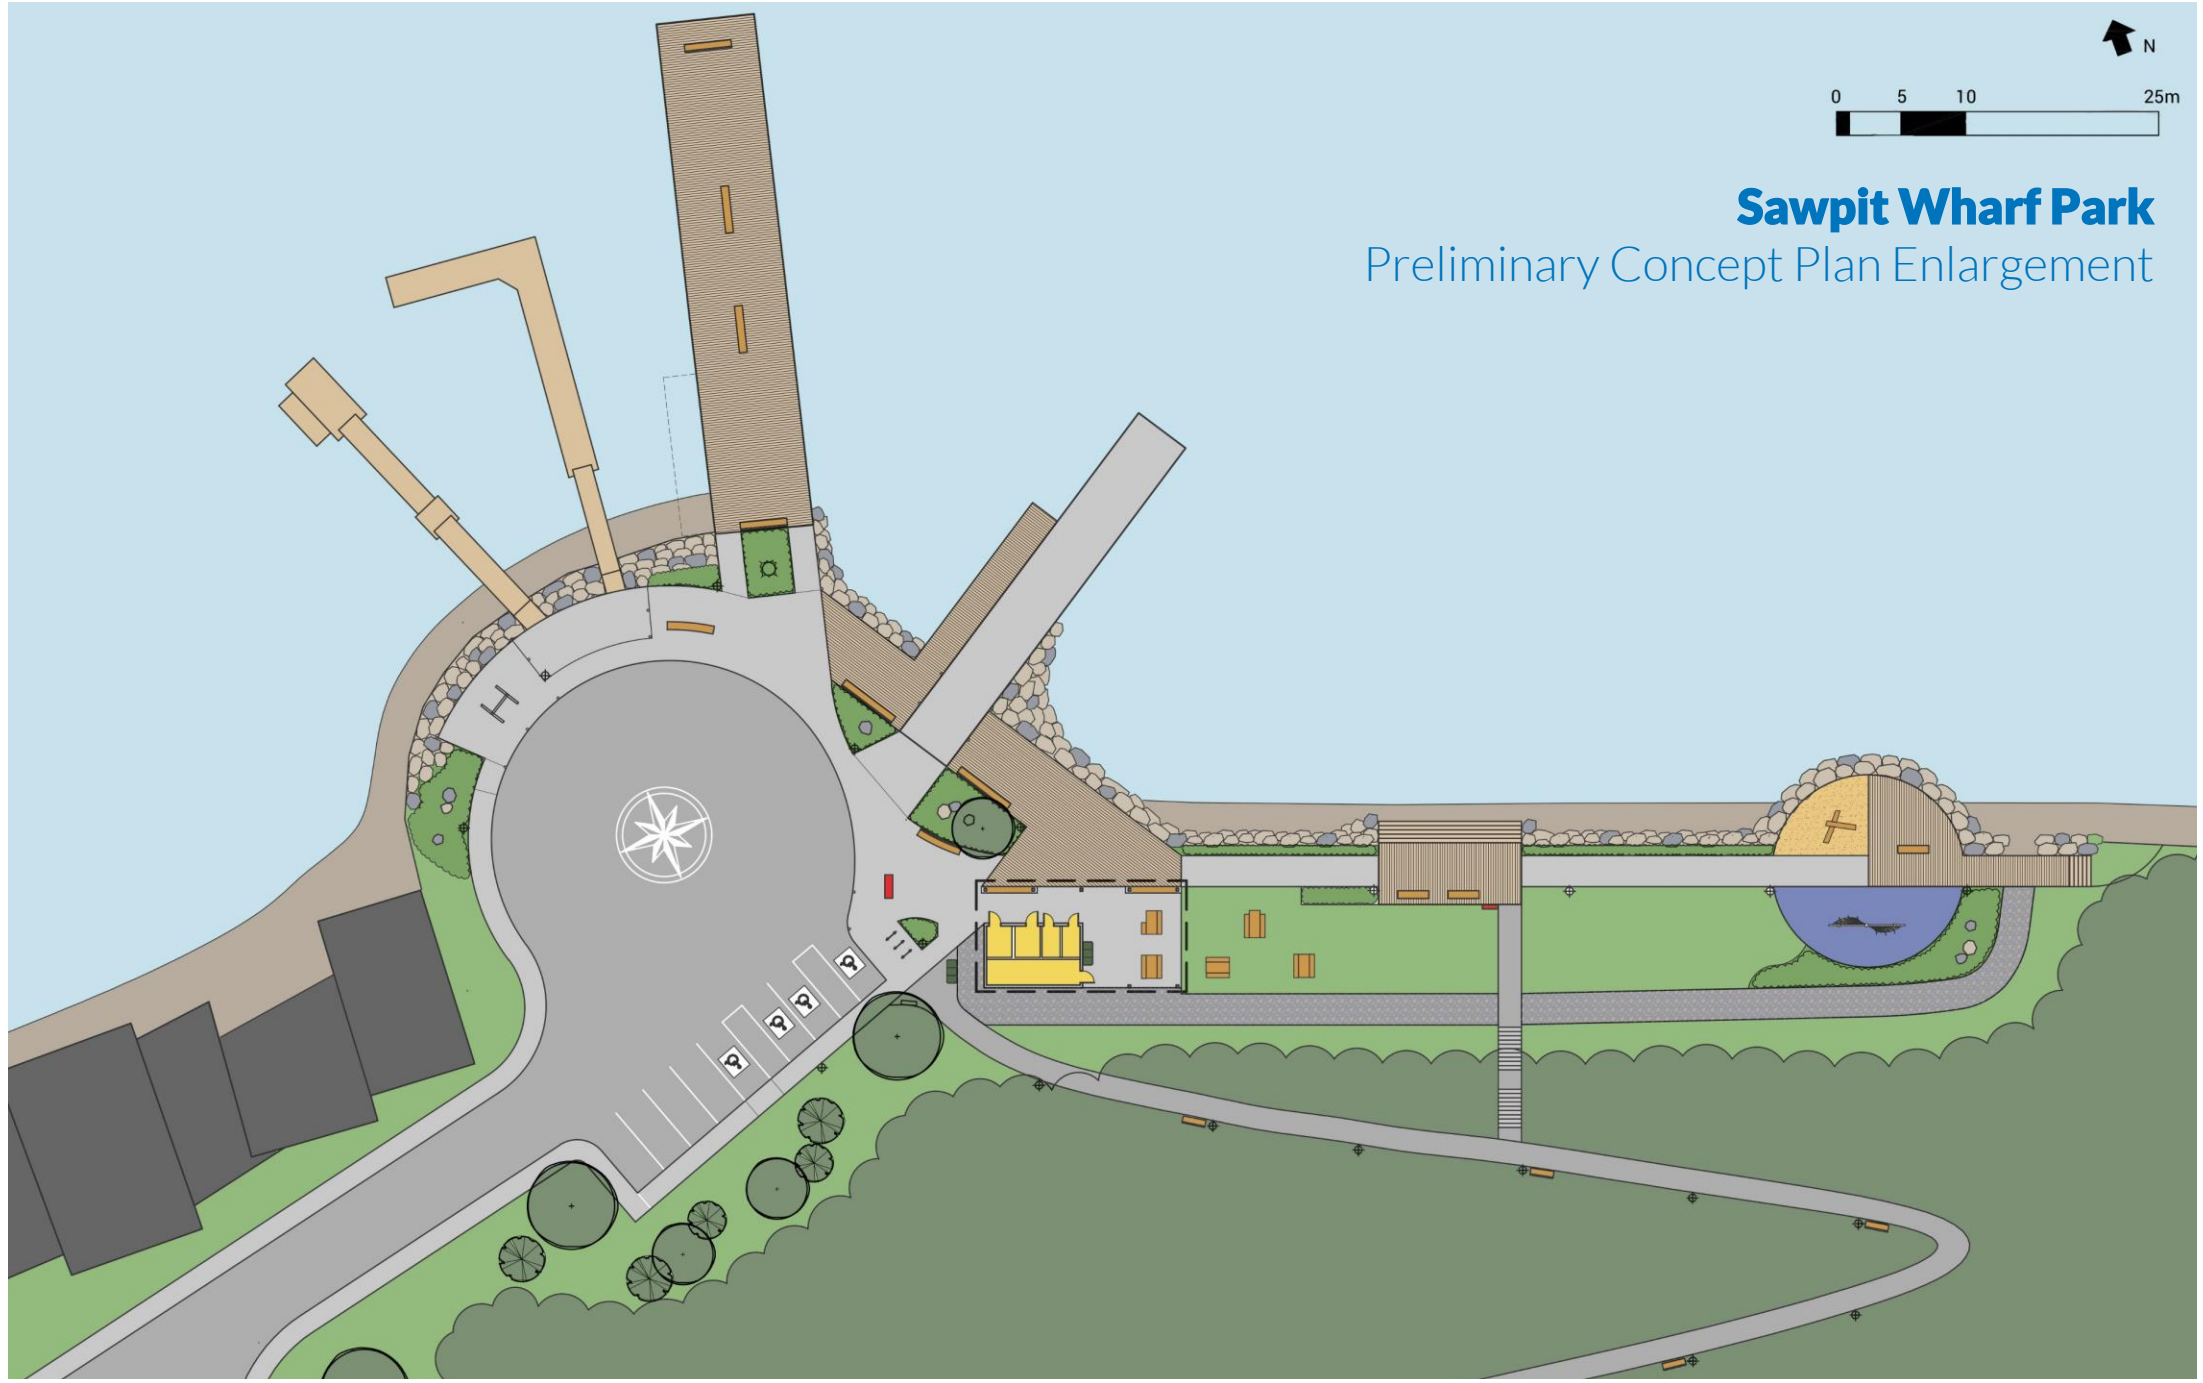 N
0 5 10 25m
Sawpit Wharf Park
Preliminary Concept Plan Enlargement
H